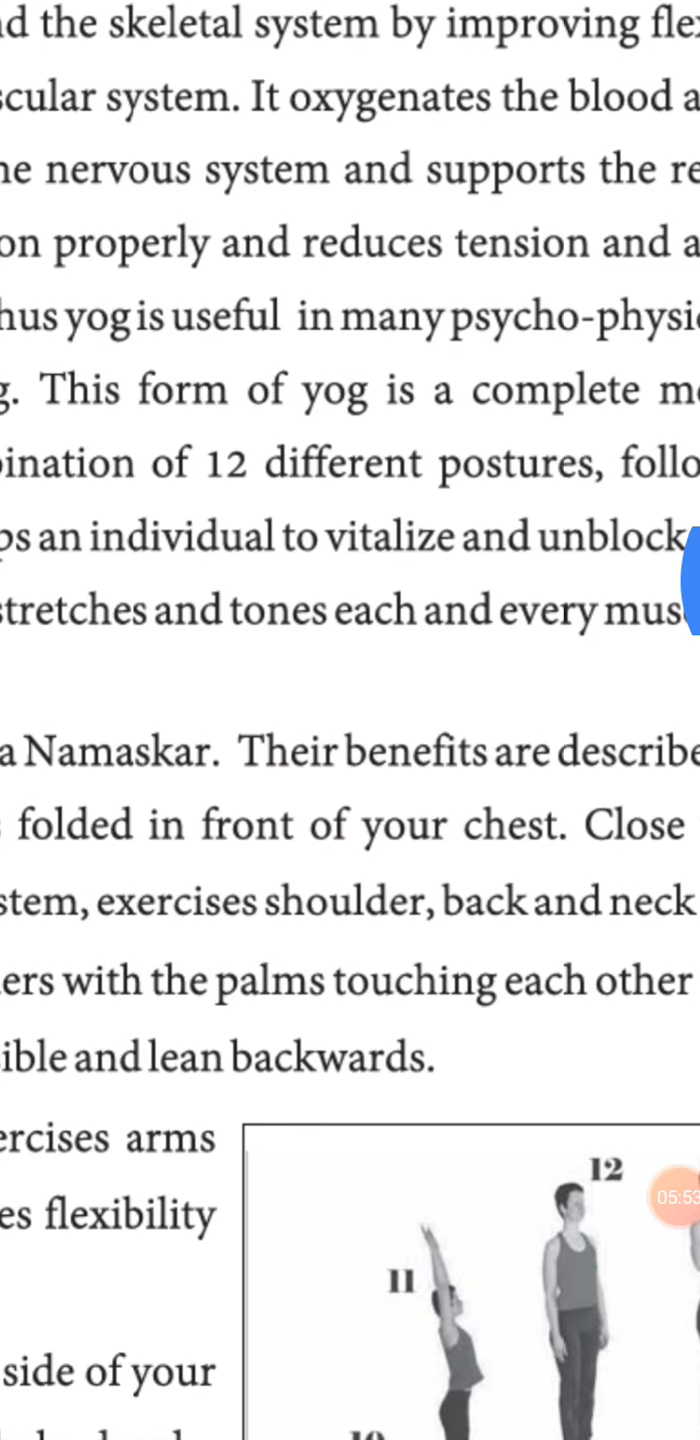 nd the skeletal system by improving flex
scular system. It oxygenates the blood a
he nervous system and supports the re
on properly and reduces tension and a
hus yog is useful in many psycho-physic
g. This form of yog is a complete me
bination of 12 different postures, follo
ps an individual to vitalize and unblock
stretches and tones each and every mus
a Namaskar. Their benefits are describe
folded in front of your chest. Close
stem, exercises shoulder, back and neck
ers with the palms touching each other
ible and lean backwards.
ercises arms
es flexibility
side of your
12
11
05:53